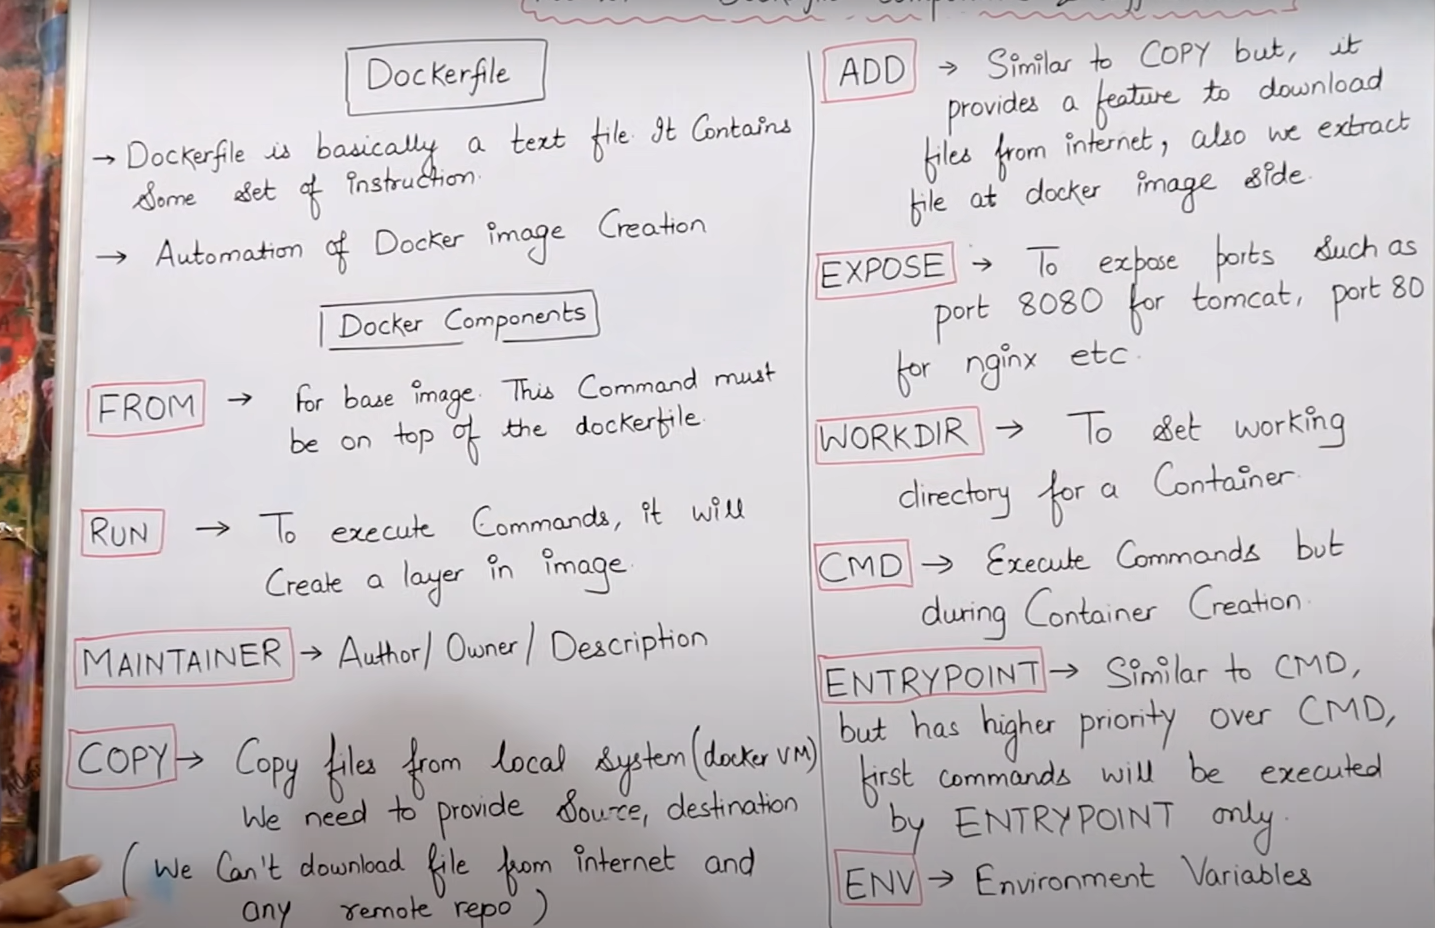 Dockerfile
→ Dockerfile is basically a text file. It Contains
Some set of instruction.
→ Automation of Docker image Creation
Docker Components
FROM → for base image. This Command must
be on top of the dockerfile.
RUN → To execute Commands, it will
Create a layer in image.
MAINTAINER → Author/ Owner/ Description
COPY → Copy files from local system (docker VM)
We need to provide Source, destination
(We Can't download file from internet and
any remote repo)
ADD → Similar to COPY but, it
provides a feature to download
files from internet, also we extract
file at docker image side.
EXPOSE → To expose ports such as
port 8080 for tomcat, port 80
for nginx etc.
WORKDIR → To set working
directory for a Container.
CMD → Execute Commands but
during Container Creation.
ENTRYPOINT → Similar to CMD,
but has higher priority over CMD,
first commands will be executed
by ENTRYPOINT only.
ENV → Environment Variables